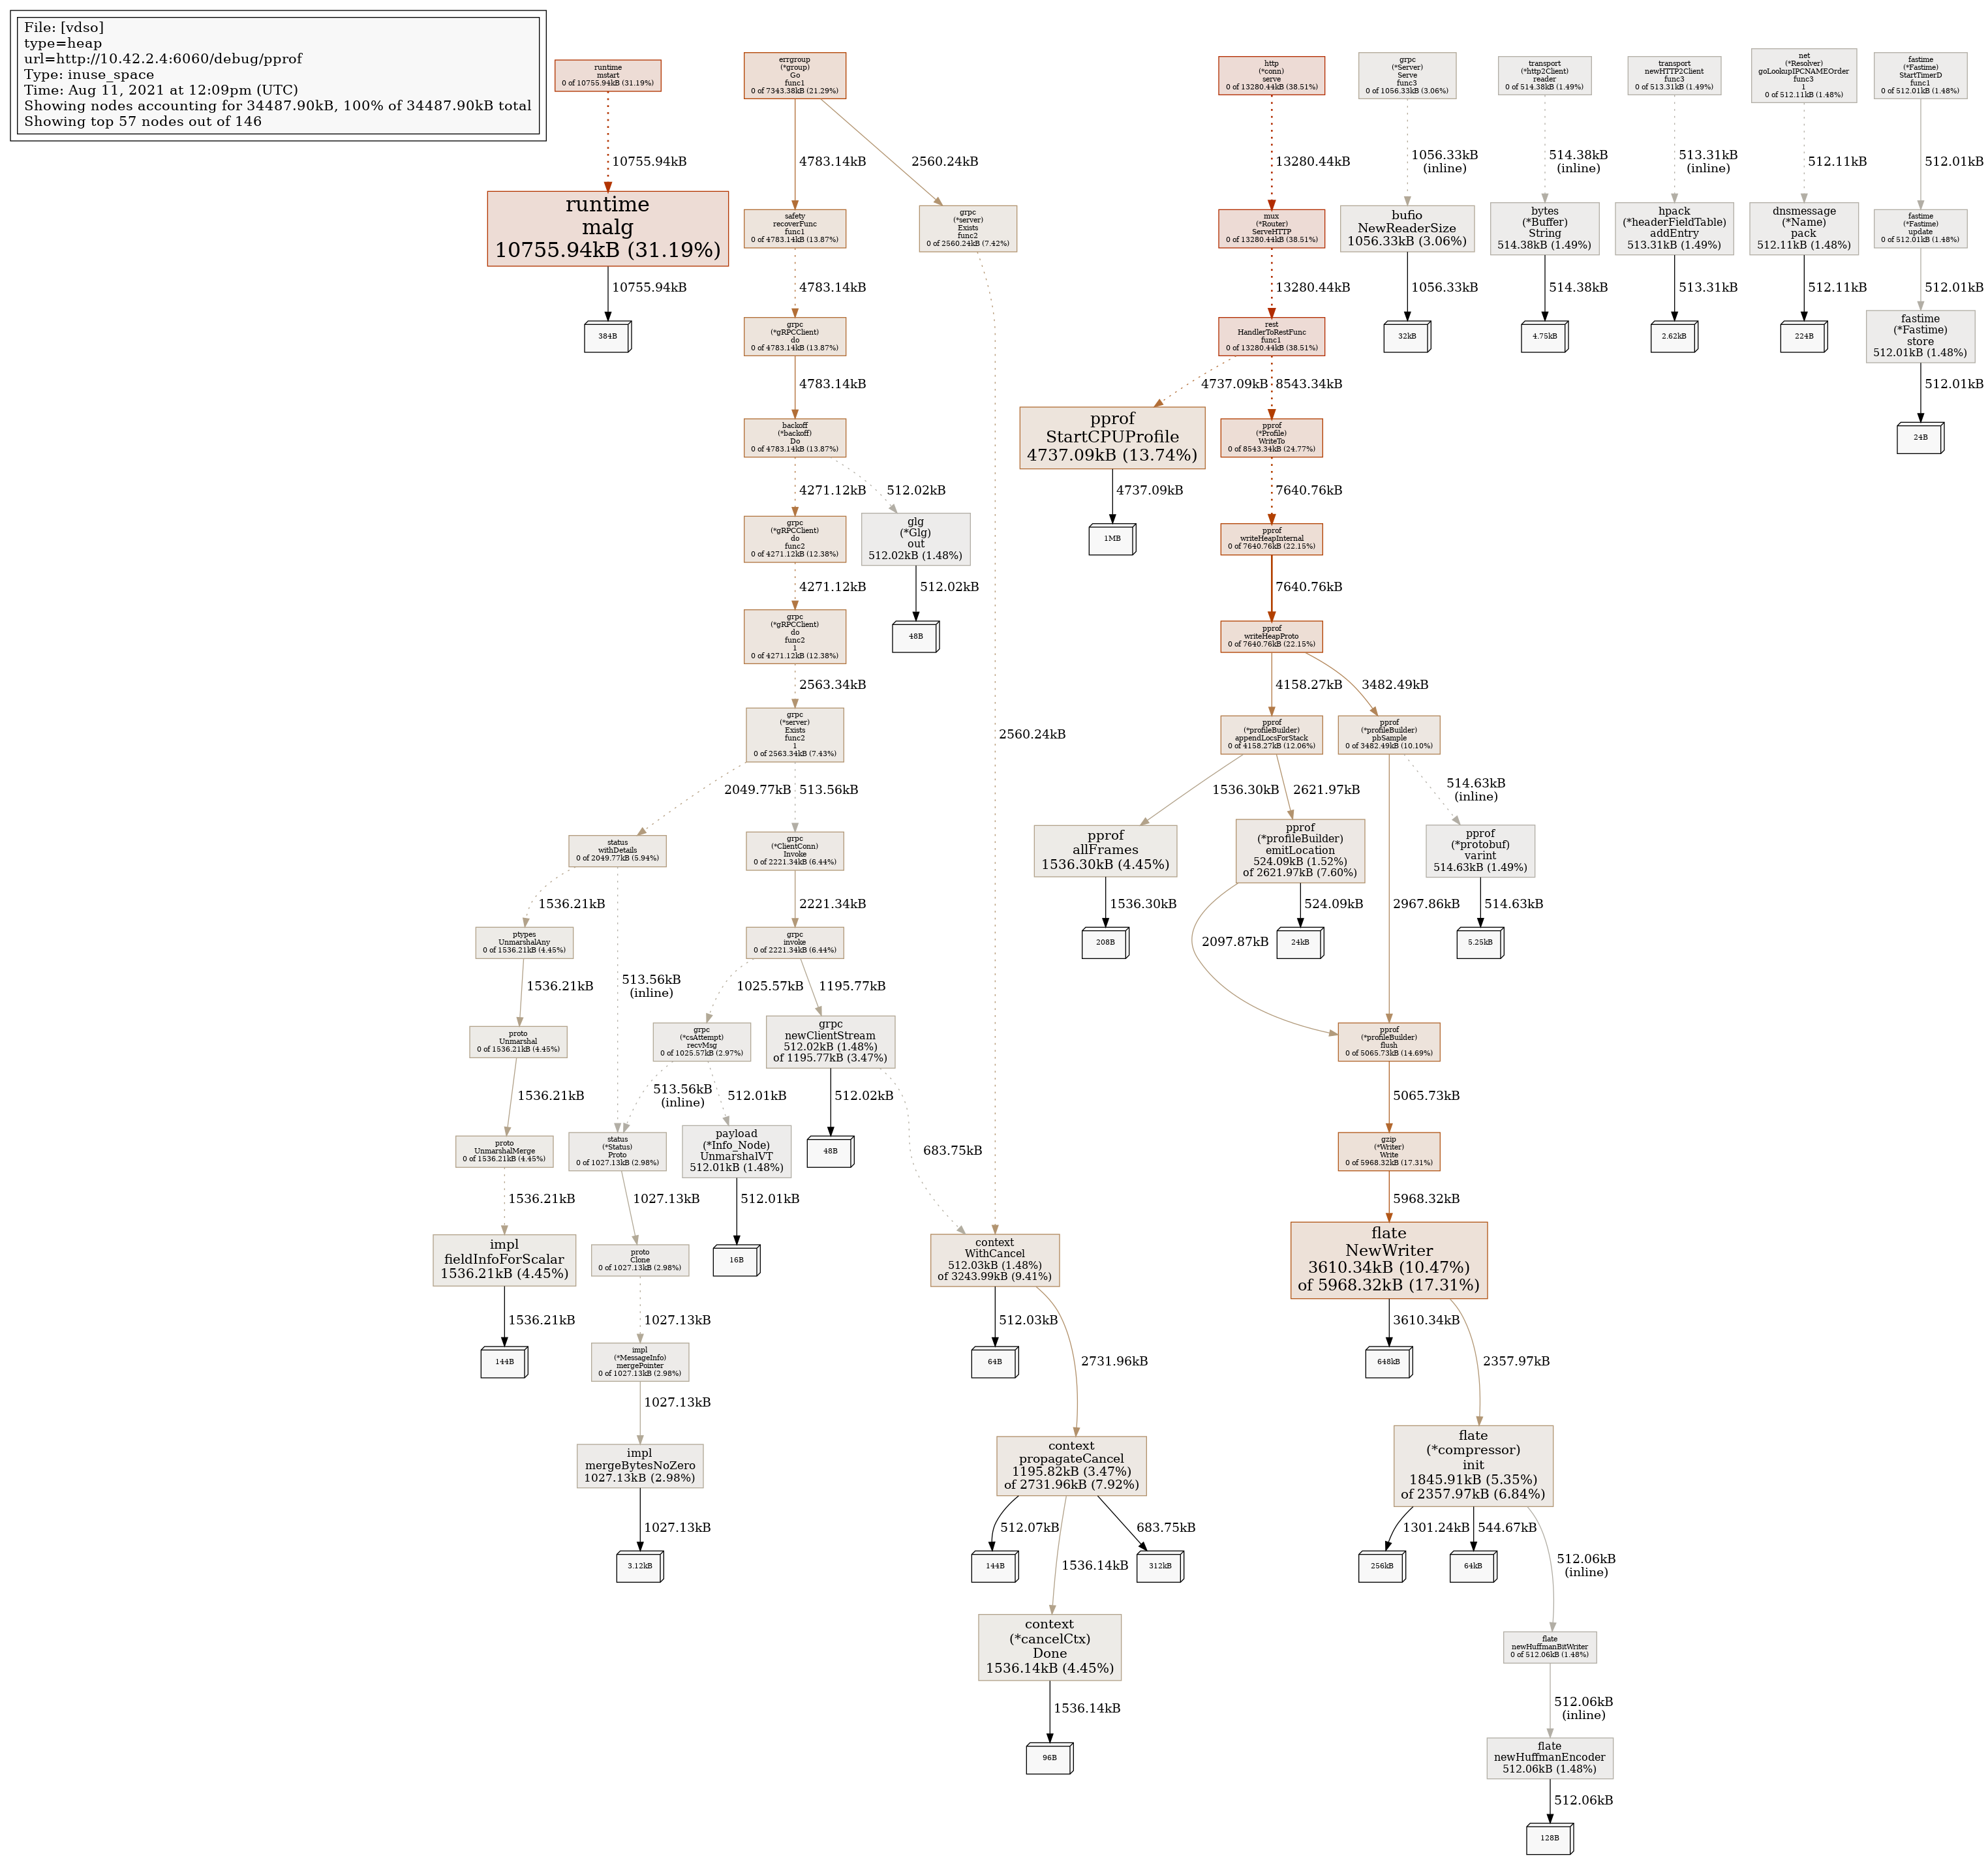 File: [vdso]
type=heap
url=http://10.42.2.4:6060/debug/pprof
Type: inuse_space
Time: Aug 11, 2021 at 12:09pm (UTC)
Showing nodes accounting for 34487.90kB, 100% of 34487.90kB total
Showing top 57 nodes out of 146
runtime
mstart
0 of 10755.94kB (31.19%)
10755.94kB
runtime
malg
10755.94kB (31.19%)
10755.94kB
384B
errgroup
(*group)
Go
func1
0 of 7343.38kB (21.29%)
4783.14kB
2560.24kB
safety
recoverFunc
func1
0 of 4783.14kB (13.87%)
grpc
(*server)
Exists
func2
0 of 2560.24kB (7.42%)
4783.14kB
grpc
(*gRPCClient)
do
0 of 4783.14kB (13.87%)
4783.14kB
backoff
(*backoff)
Do
0 of 4783.14kB (13.87%)
4271.12kB
512.02kB
grpc
(*gRPCClient)
do
func2
0 of 4271.12kB (12.38%)
glg
(*Glg)
out
512.02kB (1.48%)
4271.12kB
512.02kB
48B
grpc
(*gRPCClient)
do
func2
1
0 of 4271.12kB (12.38%)
2563.34kB
grpc
(*server)
Exists
func2
1
0 of 2563.34kB (7.43%)
2560.24kB
2049.77kB
513.56kB
status
withDetails
0 of 2049.77kB (5.94%)
grpc
(*ClientConn)
Invoke
0 of 2221.34kB (6.44%)
1536.21kB
513.56kB
(inline)
2221.34kB
ptypes
UnmarshalAny
0 of 1536.21kB (4.45%)
grpc
invoke
0 of 2221.34kB (6.44%)
1536.21kB
1025.57kB
1195.77kB
proto
Unmarshal
0 of 1536.21kB (4.45%)
grpc
(*csAttempt)
recvMsg
0 of 1025.57kB (2.97%)
grpc
newClientStream
512.02kB (1.48%)
of 1195.77kB (3.47%)
1536.21kB
513.56kB
(inline)
512.01kB
512.02kB
48B
683.75kB
proto
UnmarshalMerge
0 of 1536.21kB (4.45%)
status
(*Status)
Proto
0 of 1027.13kB (2.98%)
payload
(*Info_Node)
UnmarshalVT
512.01kB (1.48%)
1536.21kB
1027.13kB
512.01kB
16B
impl
fieldInfoForScalar
1536.21kB (4.45%)
1536.21kB
144B
proto
Clone
0 of 1027.13kB (2.98%)
1027.13kB
impl
(*MessageInfo)
mergePointer
0 of 1027.13kB (2.98%)
1027.13kB
impl
mergeBytesNoZero
1027.13kB (2.98%)
1027.13kB
3.12kB
context
WithCancel
512.03kB (1.48%)
of 3243.99kB (9.41%)
512.03kB
64B
2731.96kB
context
propagateCancel
1195.82kB (3.47%)
of 2731.96kB (7.92%)
512.07kB
144B
1536.14kB
683.75kB
312kB
context
(*cancelCtx)
Done
1536.14kB (4.45%)
1536.14kB
96B
http
(*conn)
serve
0 of 13280.44kB (38.51%)
13280.44kB
mux
(*Router)
ServeHTTP
0 of 13280.44kB (38.51%)
13280.44kB
rest
HandlerToRestFunc
func1
0 of 13280.44kB (38.51%)
4737.09kB
8543.34kB
pprof
StartCPUProfile
4737.09kB (13.74%)
4737.09kB
1MB
pprof
(*Profile)
WriteTo
0 of 8543.34kB (24.77%)
7640.76kB
pprof
writeHeapInternal
0 of 7640.76kB (22.15%)
7640.76kB
pprof
writeHeapProto
0 of 7640.76kB (22.15%)
4158.27kB
3482.49kB
pprof
(*profileBuilder)
appendLocsForStack
0 of 4158.27kB (12.06%)
pprof
(*profileBuilder)
pbSample
0 of 3482.49kB (10.10%)
1536.30kB
2621.97kB
514.63kB
(inline)
pprof
allFrames
1536.30kB (4.45%)
1536.30kB
208B
pprof
(*profileBuilder)
emitLocation
524.09kB (1.52%)
of 2621.97kB (7.60%)
524.09kB
24kB
2097.87kB
2967.86kB
pprof
(*protobuf)
varint
514.63kB (1.49%)
514.63kB
5.25kB
pprof
(*profileBuilder)
flush
0 of 5065.73kB (14.69%)
5065.73kB
gzip
(*Writer)
Write
0 of 5968.32kB (17.31%)
5968.32kB
flate
NewWriter
3610.34kB (10.47%)
of 5968.32kB (17.31%)
3610.34kB
648kB
2357.97kB
flate
(*compressor)
init
1845.91kB (5.35%)
of 2357.97kB (6.84%)
1301.24kB
256kB
544.67kB
64kB
512.06kB
(inline)
flate
newHuffmanBitWriter
0 of 512.06kB (1.48%)
512.06kB
(inline)
flate
newHuffmanEncoder
512.06kB (1.48%)
512.06kB
128B
grpc
(*Server)
Serve
func3
0 of 1056.33kB (3.06%)
1056.33kB
(inline)
bufio
NewReaderSize
1056.33kB (3.06%)
1056.33kB
32kB
transport
(*http2Client)
reader
0 of 514.38kB (1.49%)
514.38kB
(inline)
bytes
(*Buffer)
String
514.38kB (1.49%)
514.38kB
4.75kB
transport
newHTTP2Client
func3
0 of 513.31kB (1.49%)
513.31kB
(inline)
hpack
(*headerFieldTable)
addEntry
513.31kB (1.49%)
513.31kB
2.62kB
net
(*Resolver)
goLookupIPCNAMEOrder
func3
1
0 of 512.11kB (1.48%)
512.11kB
dnsmessage
(*Name)
pack
512.11kB (1.48%)
512.11kB
224B
fastime
(*Fastime)
StartTimerD
func1
0 of 512.01kB (1.48%)
512.01kB
fastime
(*Fastime)
update
0 of 512.01kB (1.48%)
512.01kB
fastime
(*Fastime)
store
512.01kB (1.48%)
512.01kB
24B